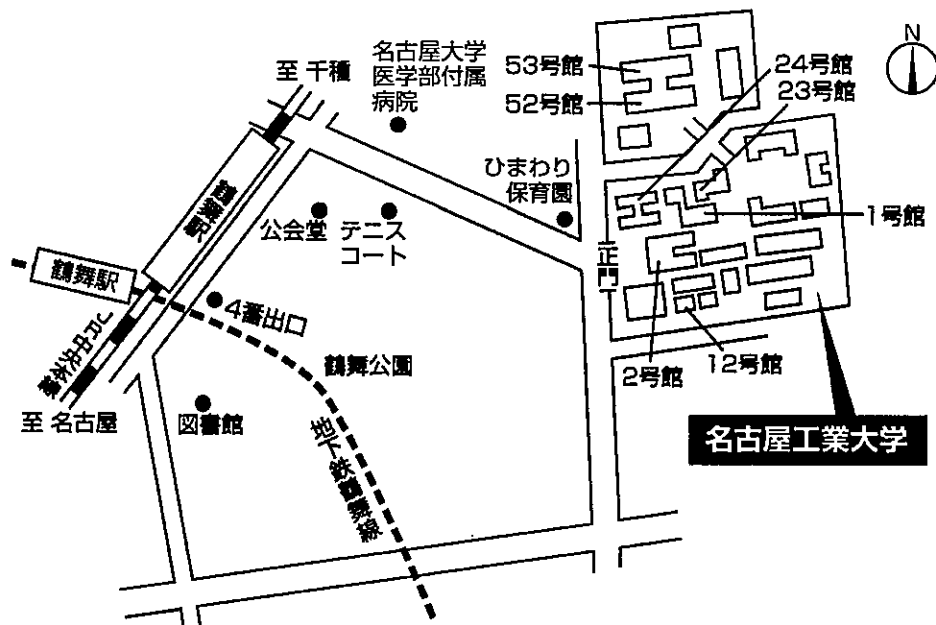 N
名古屋大学
医学部付属
病院
至 千種
53号館
52号館
24号館
23号館
ひまわり
保育園
1号館
鶴舞駅
公会堂
テニス
コート
正門
鶴舞駅
4番出口
JR中央本線
鶴舞公園
2号館
12号館
至 名古屋
図書館
地下鉄鶴舞線
名古屋工業大学